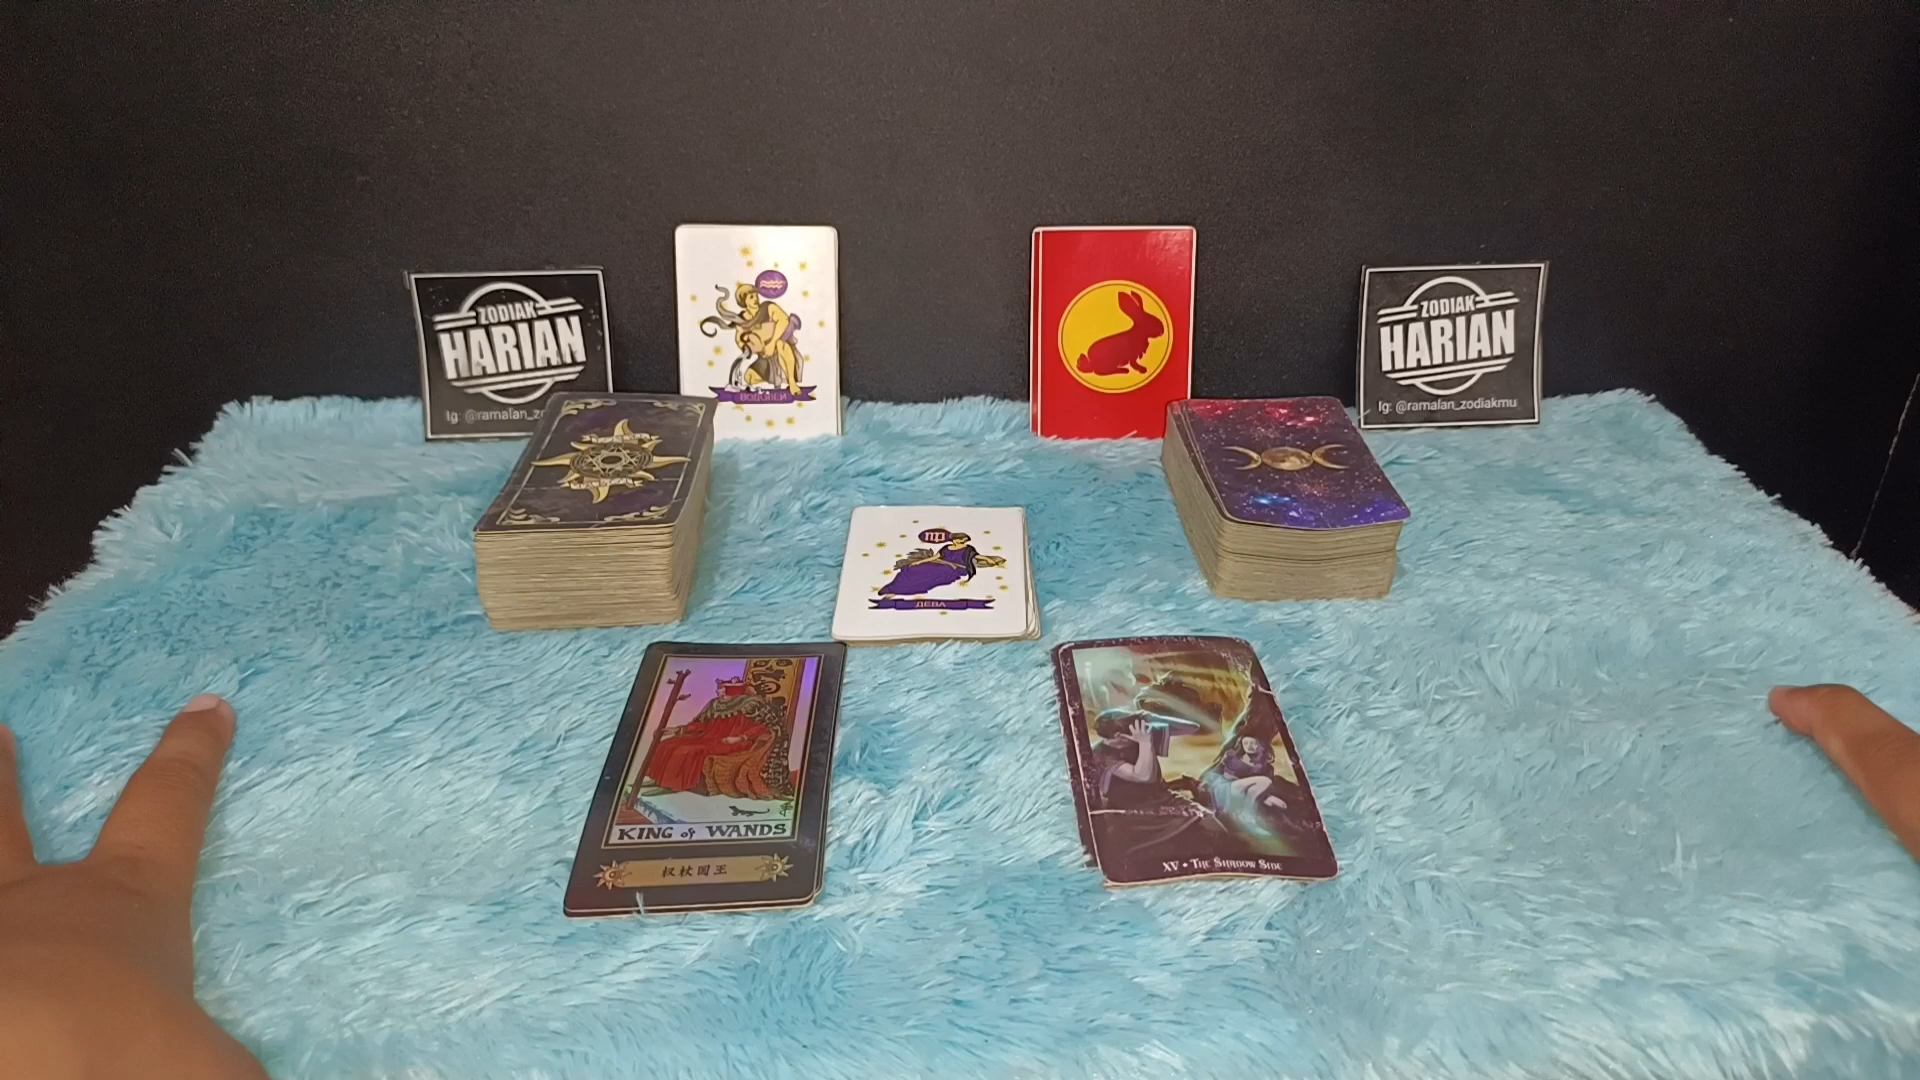 ZODIAK
HARIAN
Ig: @ramalan_zo
ВОДОЛЕЙ
ZODIAK
HARIAN
Ig: @ramalan_zodiakmu
ДЕВА
KING of WANDS
权杖国王
XV • THE SHADOW SIDE